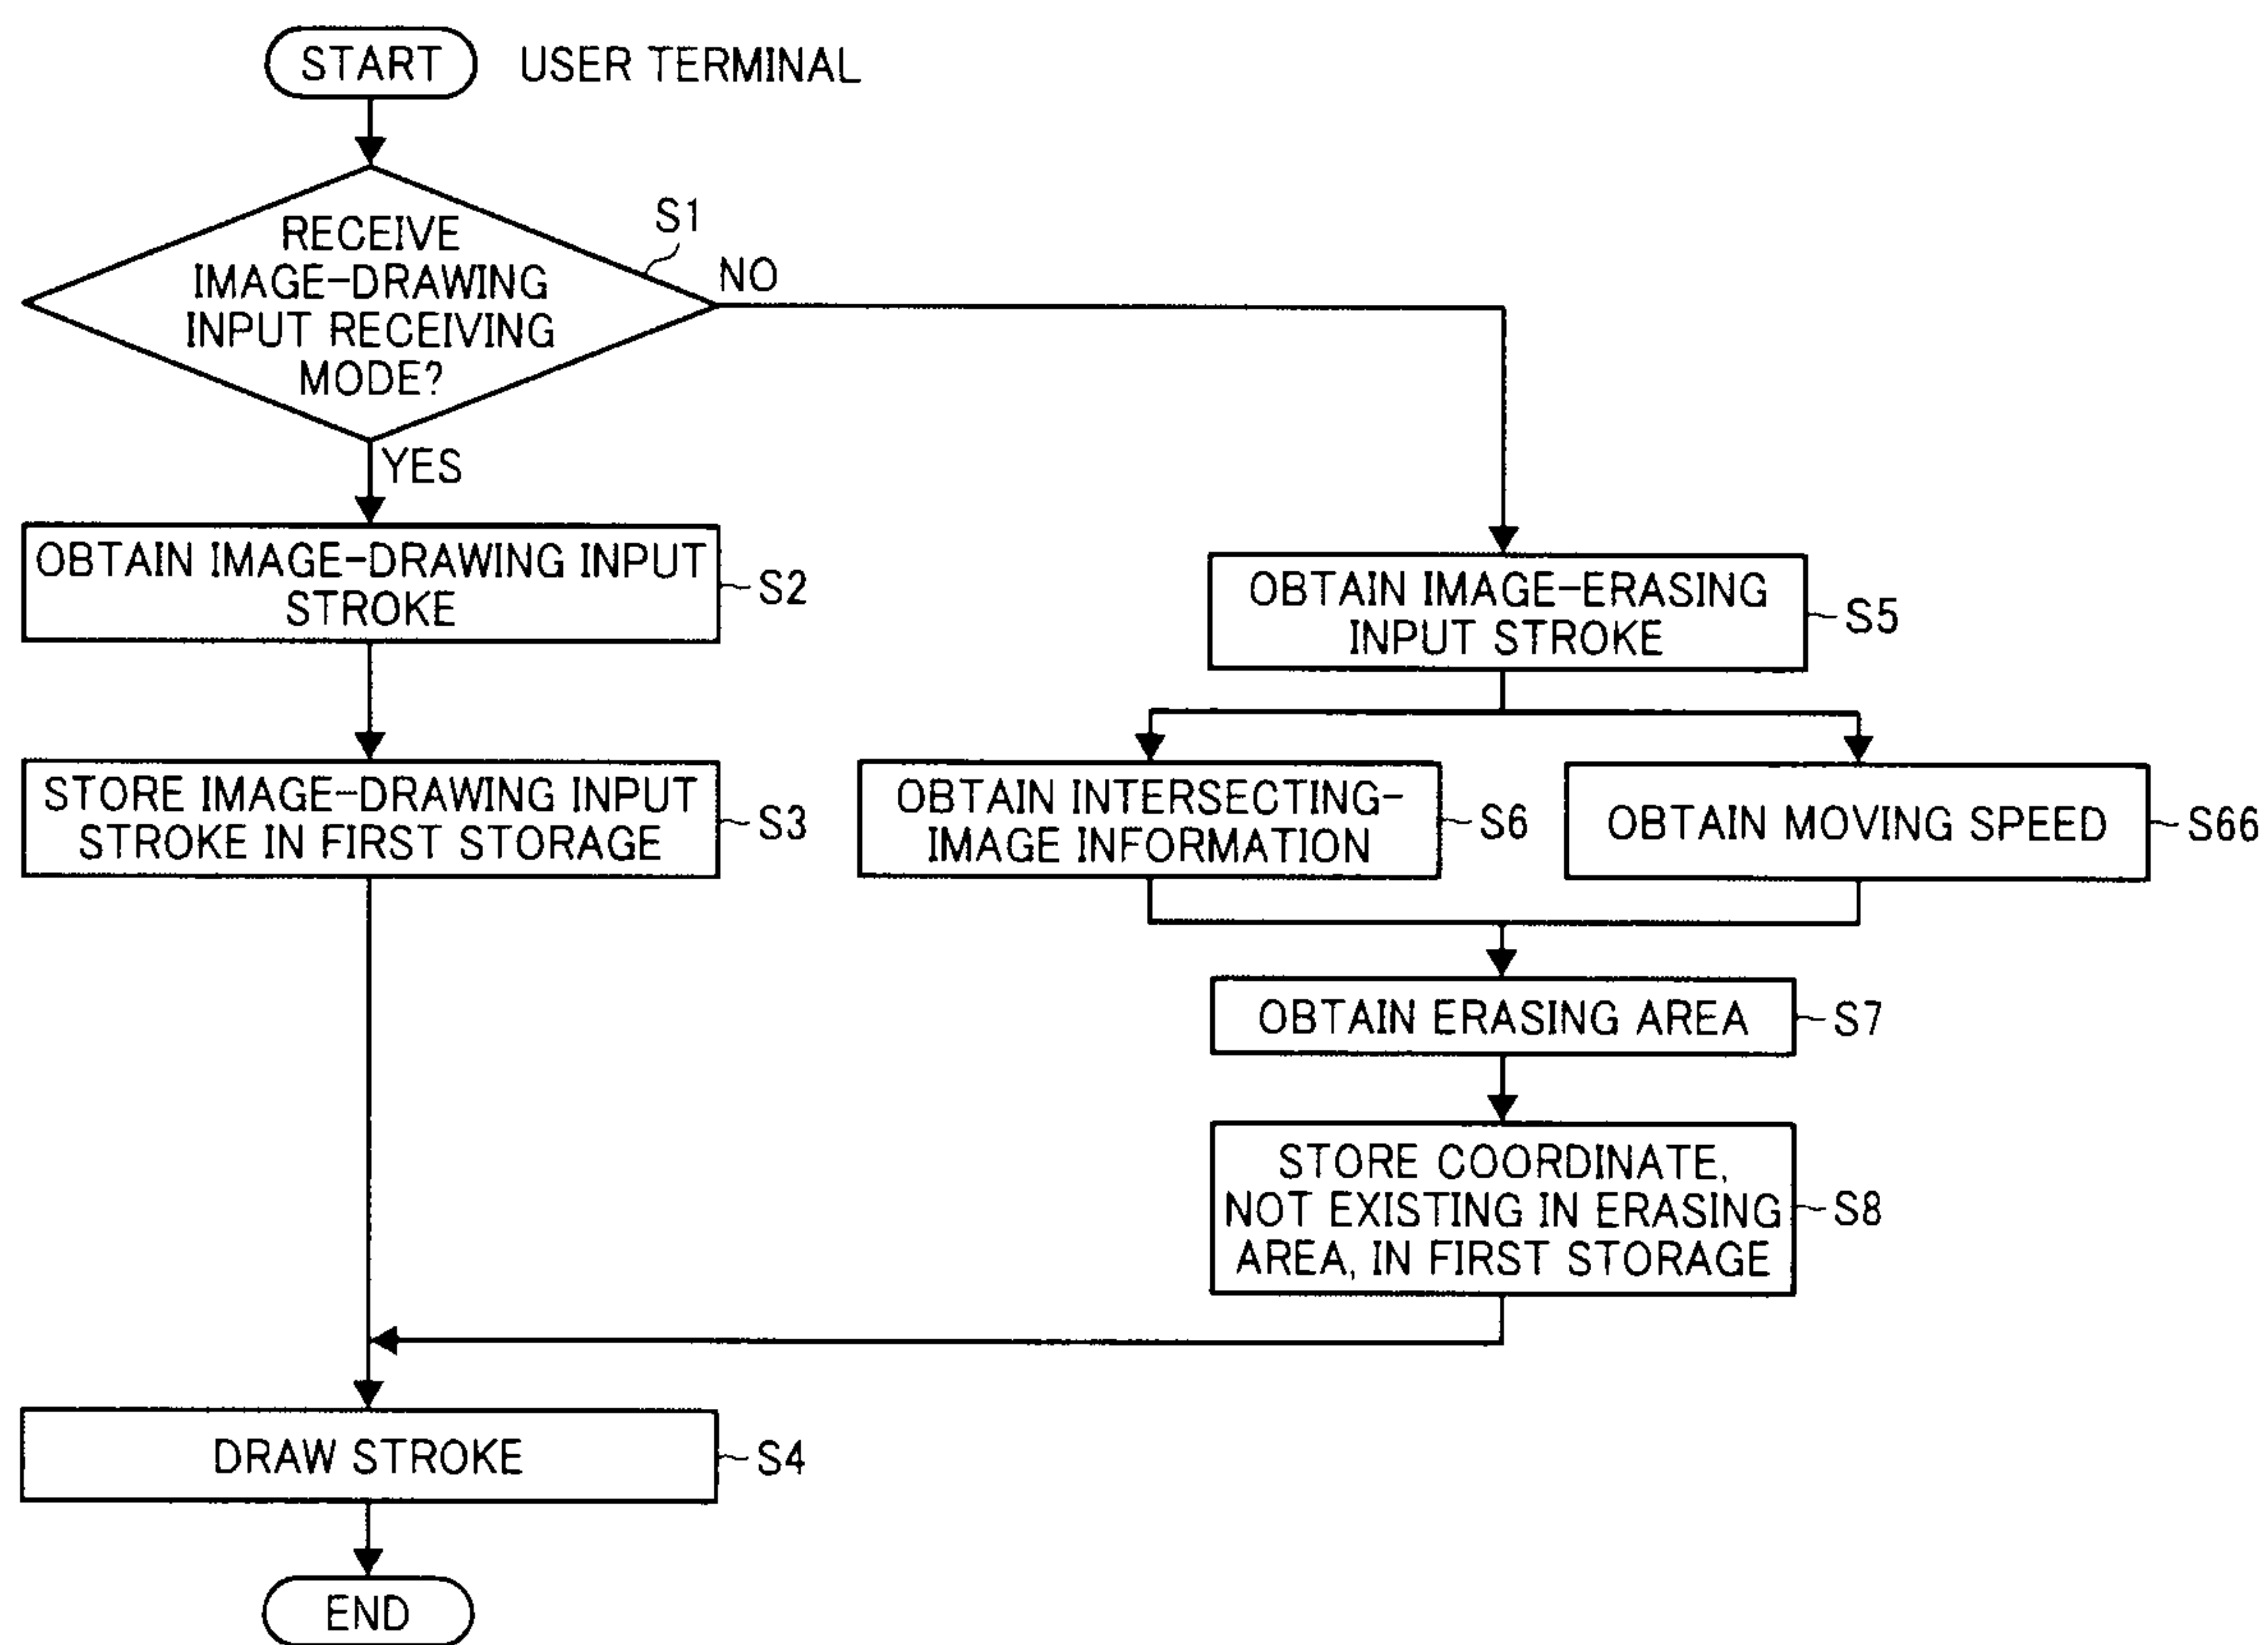 START
USER TERMINAL
RECEIVE
IMAGE-DRAWING
INPUT RECEIVING
MODE?
S1
NO
YES
OBTAIN IMAGE-DRAWING INPUT
STROKE
S2
STORE IMAGE-DRAWING INPUT
STROKE IN FIRST STORAGE
S3
OBTAIN IMAGE-ERASING
INPUT STROKE
S5
OBTAIN INTERSECTING-
IMAGE INFORMATION
S6
OBTAIN MOVING SPEED
S66
OBTAIN ERASING AREA
S7
STORE COORDINATE,
NOT EXISTING IN ERASING
AREA, IN FIRST STORAGE
S8
DRAW STROKE
S4
END